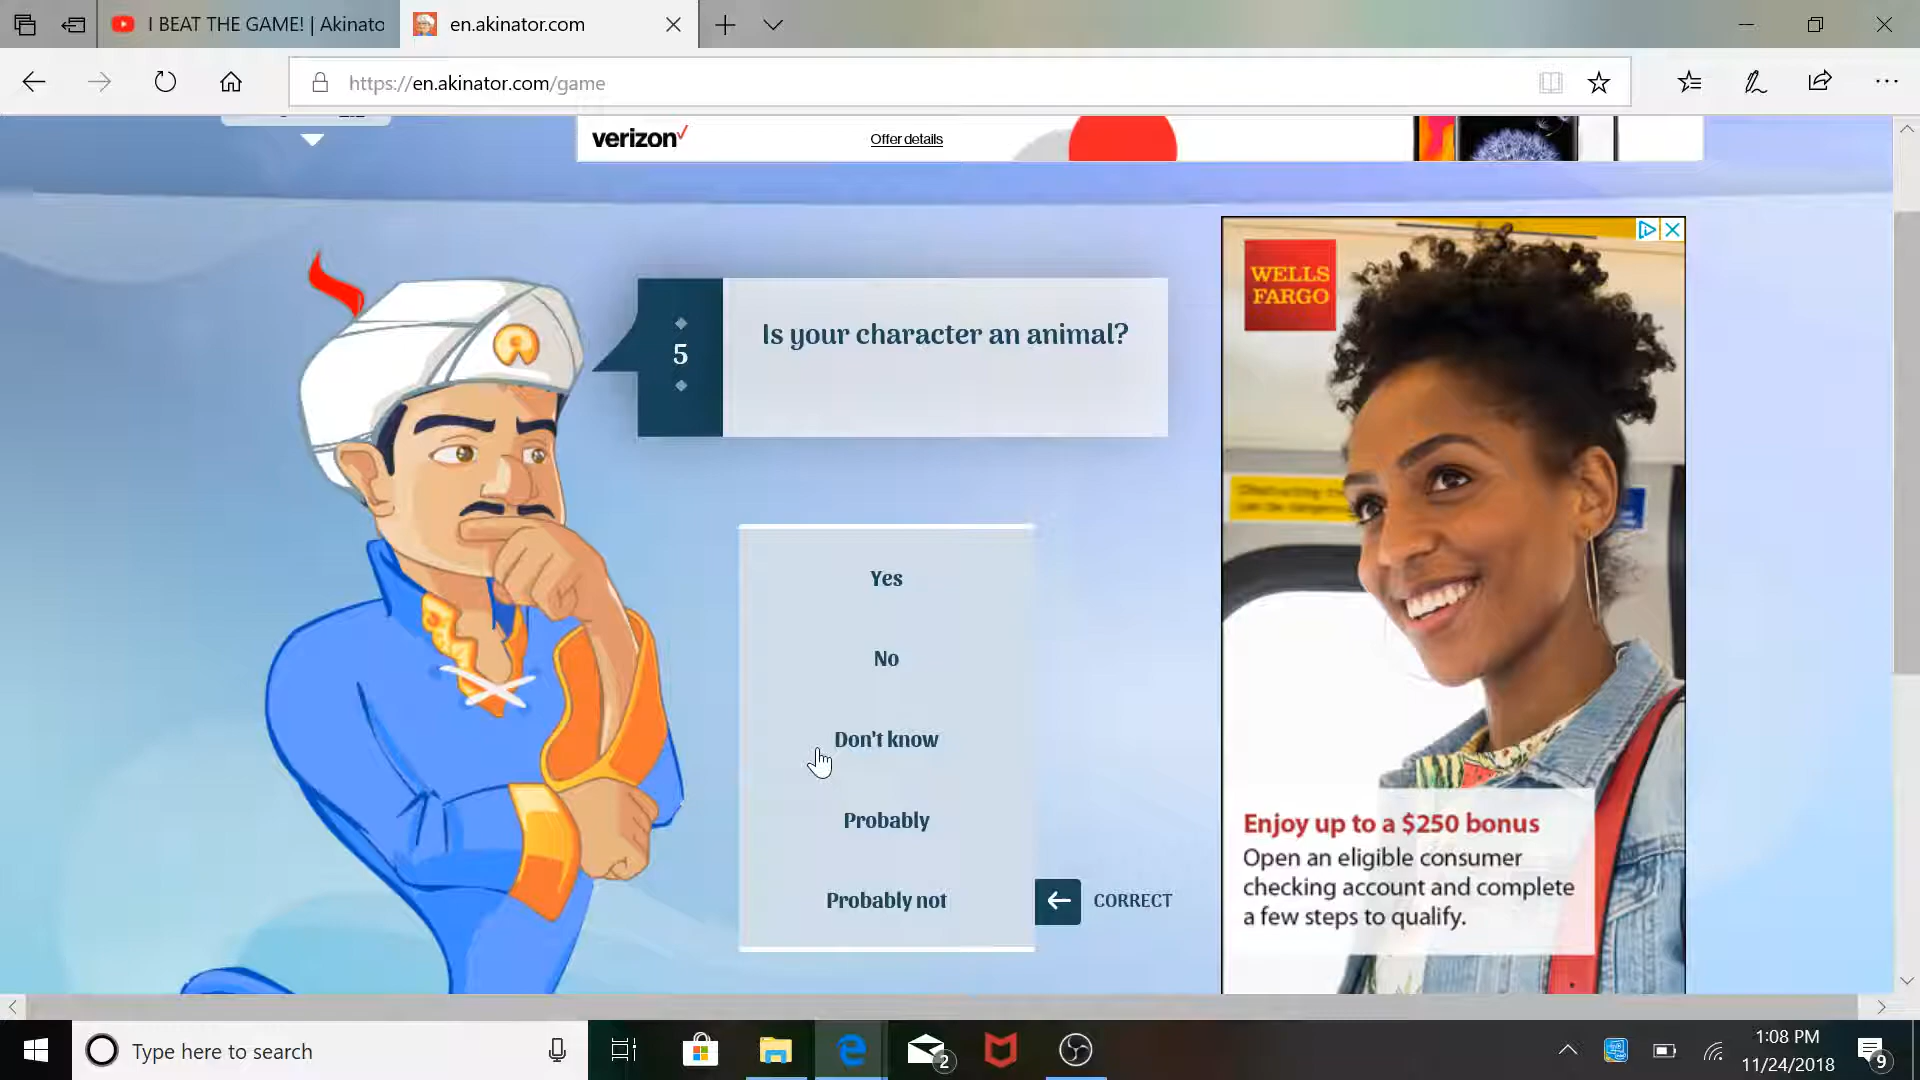 I BEAT THE GAME! | Akinato
en.akinator.com
https://en.akinator.com/game
verizon
Offer details
5
Is your character an animal?
Yes
No
Don't know
Probably
Probably not
CORRECT
WELLS
FARGO
Enjoy up to a $250 bonus
Open an eligible consumer
checking account and complete
a few steps to qualify.
Type here to search
2
1:08 PM
11/24/2018
9